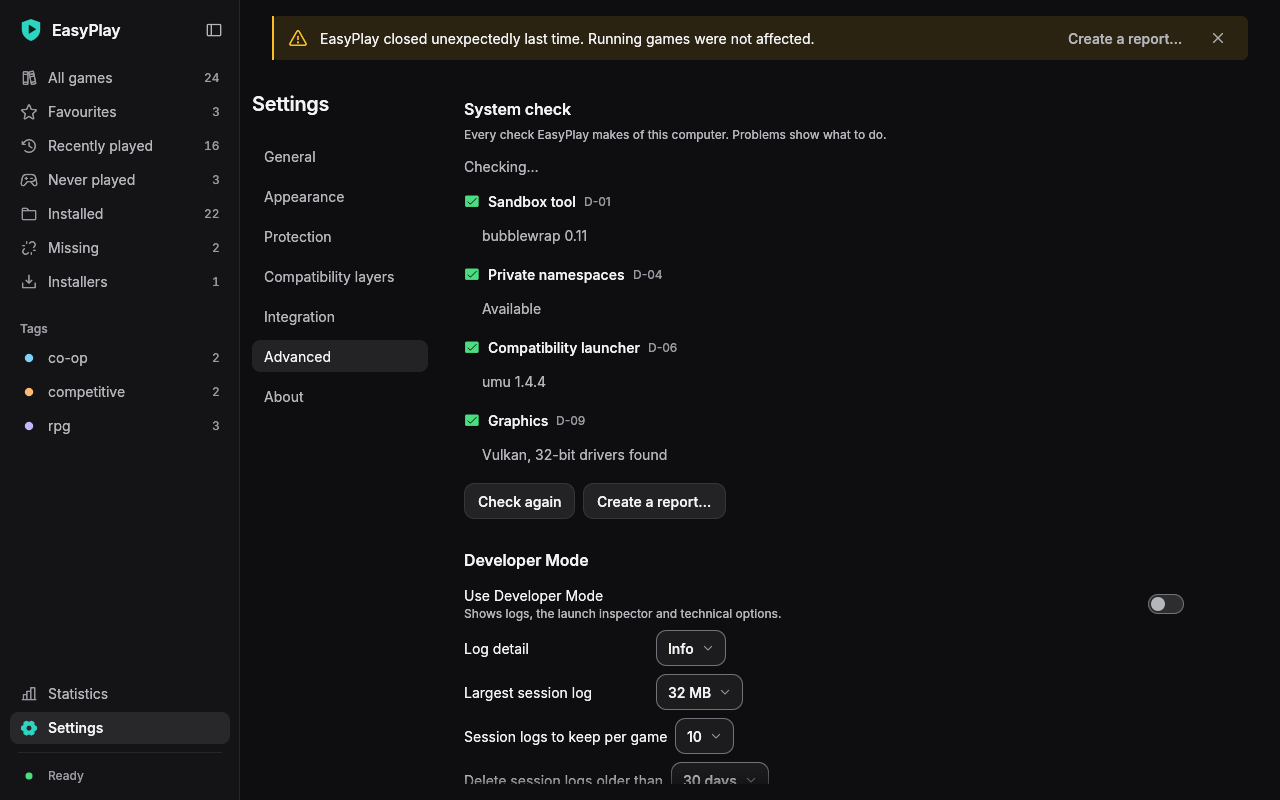 EasyPlay
All games 24
Favourites 3
Recently played 16
Never played 3
Installed 22
Missing 2
Installers 1
Tags
co-op 2
competitive 2
rpg 3
Statistics
Settings
Ready
EasyPlay closed unexpectedly last time. Running games were not affected. Create a report...
Settings
General
Appearance
Protection
Compatibility layers
Integration
Advanced
About
System check
Every check EasyPlay makes of this computer. Problems show what to do.
Checking...
Sandbox tool D-01
bubblewrap 0.11
Private namespaces D-04
Available
Compatibility launcher D-06
umu 1.4.4
Graphics D-09
Vulkan, 32-bit drivers found
Check again Create a report...
Developer Mode
Use Developer Mode
Shows logs, the launch inspector and technical options.
Log detail Info
Largest session log 32 MB
Session logs to keep per game 10
Delete session logs older than 30 days